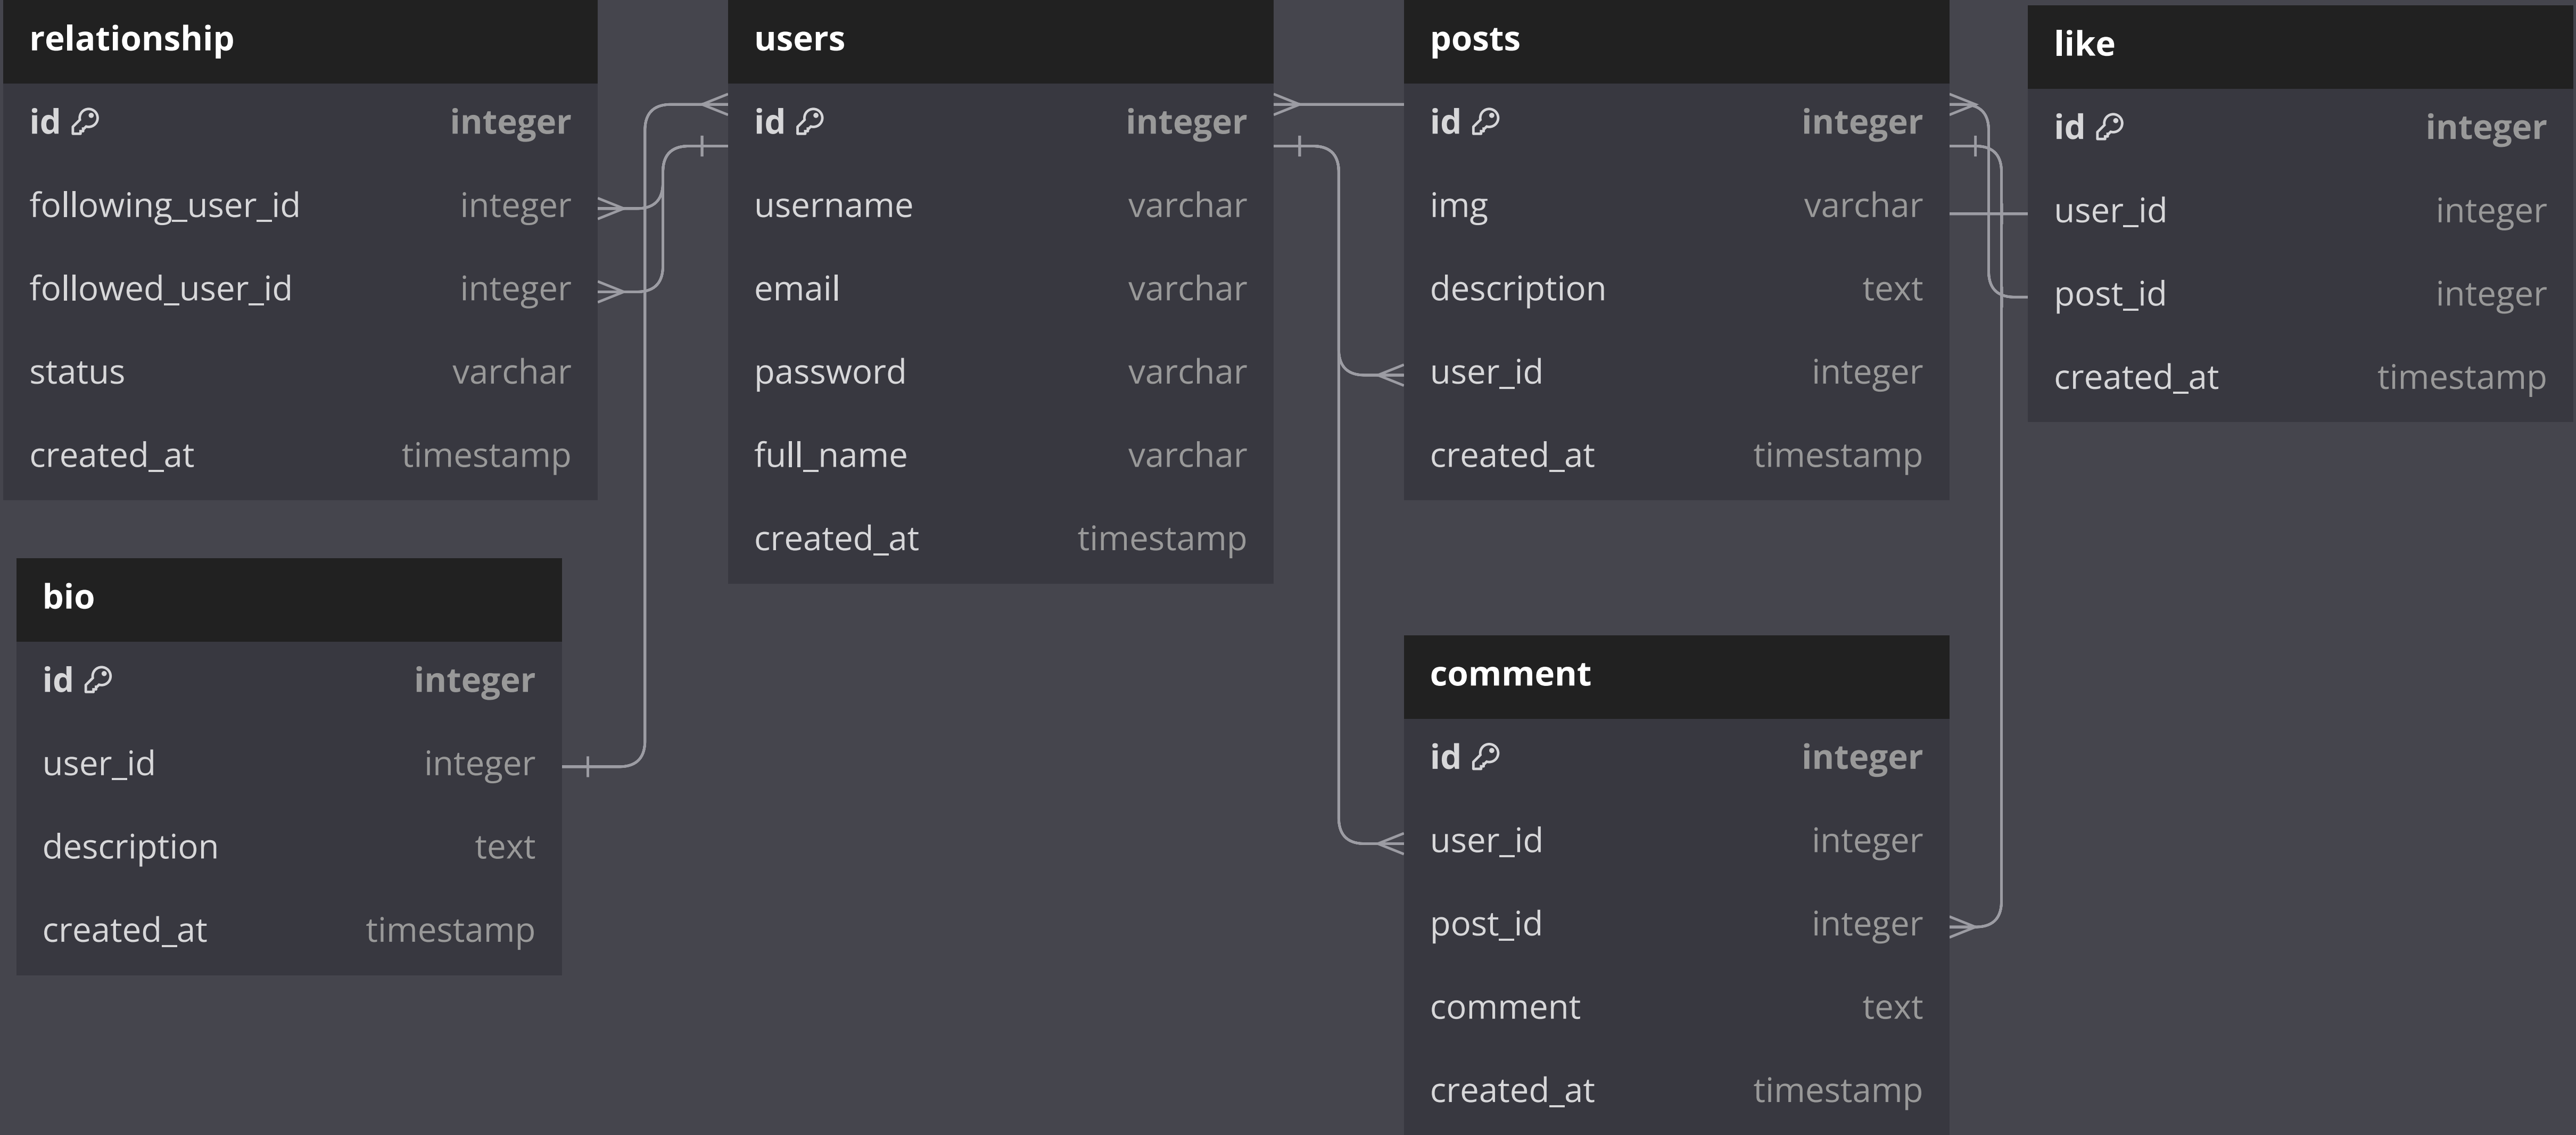 relationship
id integer
following_user_id integer
followed_user_id integer
status varchar
created_at timestamp
users
id integer
username varchar
email varchar
password varchar
full_name varchar
created_at timestamp
posts
id integer
img varchar
description text
user_id integer
created_at timestamp
like
id integer
user_id integer
post_id integer
created_at timestamp
bio
id integer
user_id integer
description text
created_at timestamp
comment
id integer
user_id integer
post_id integer
comment text
created_at timestamp